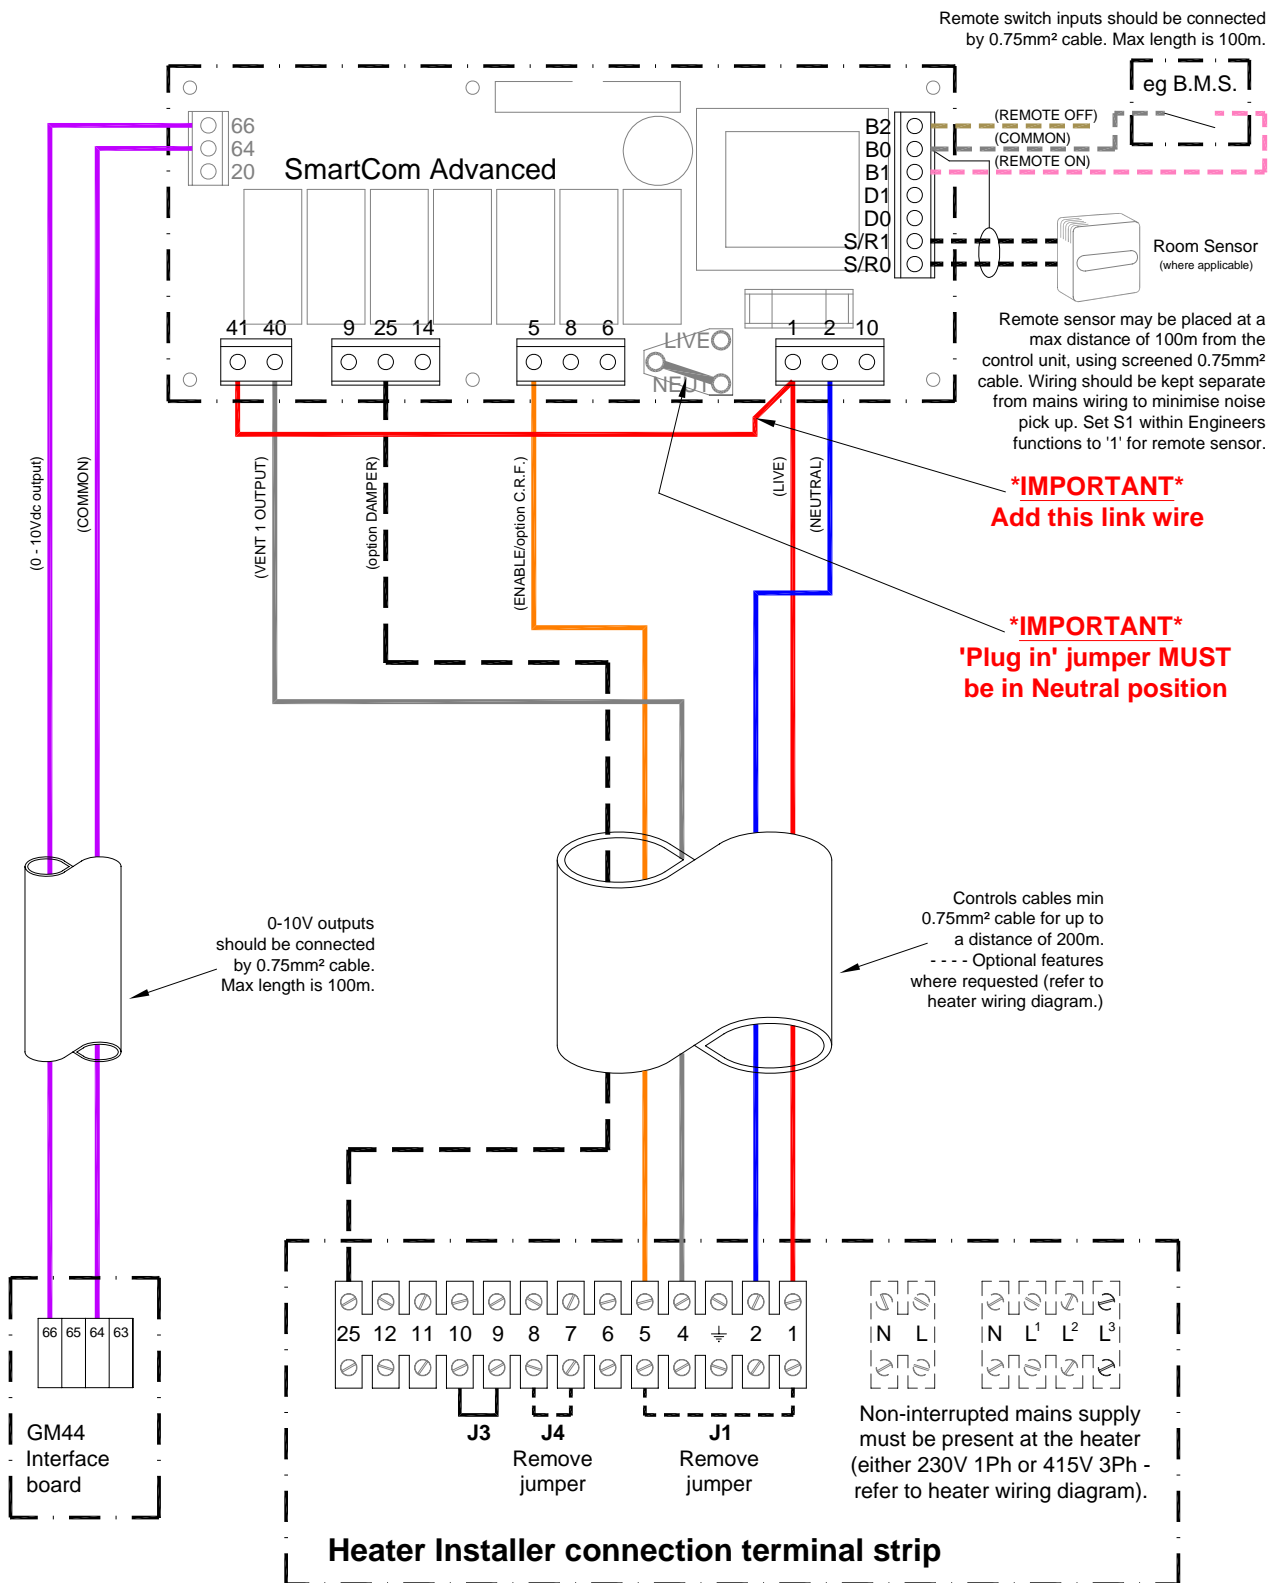 Remote switch inputs should be connected
by 0.75mm² cable. Max length is 100m.
eg B.M.S.
(REMOTE OFF)
(COMMON)
(REMOTE ON)
66
64
20
SmartCom Advanced
B2
B0
B1
D1
D0
S/R1
S/R0
Room Sensor
(where applicable)
41 40
9 25 14
5 8 6
LIVE
NEUT
1 2 10
Remote sensor may be placed at a
max distance of 100m from the
control unit, using screened 0.75mm²
cable. Wiring should be kept separate
from mains wiring to minimise noise
pick up. Set S1 within Engineers
functions to '1' for remote sensor.
(0 - 10Vdc output)
(COMMON)
(VENT 1 OUTPUT)
(option DAMPER)
(ENABLE/option C.R.F.)
(LIVE)
(NEUTRAL)
*IMPORTANT*
Add this link wire
*IMPORTANT*
'Plug in' jumper MUST
be in Neutral position
0-10V outputs
should be connected
by 0.75mm² cable.
Max length is 100m.
Controls cables min
0.75mm² cable for up to
a distance of 200m.
- - - - Optional features
where requested (refer to
heater wiring diagram.)
66 65 64 63
GM44
Interface
board
25 12 11 10 9 8 7 6 5 4 2 1
N L
N L¹ L² L³
J3
J4
Remove
jumper
J1
Remove
jumper
Non-interrupted mains supply
must be present at the heater
(either 230V 1Ph or 415V 3Ph -
refer to heater wiring diagram).
Heater Installer connection terminal strip